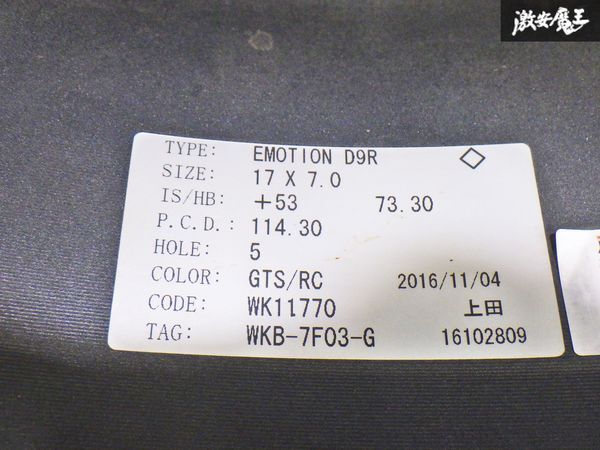 激安魔王
TYPE: EMOTION D9R ◇
SIZE: 17 X 7.0
IS/HB: +53 73.30
P.C.D.: 114.30
HOLE: 5
COLOR: GTS/RC 2016/11/04
CODE: WK11770 上田
TAG: WKB-7F03-G 16102809